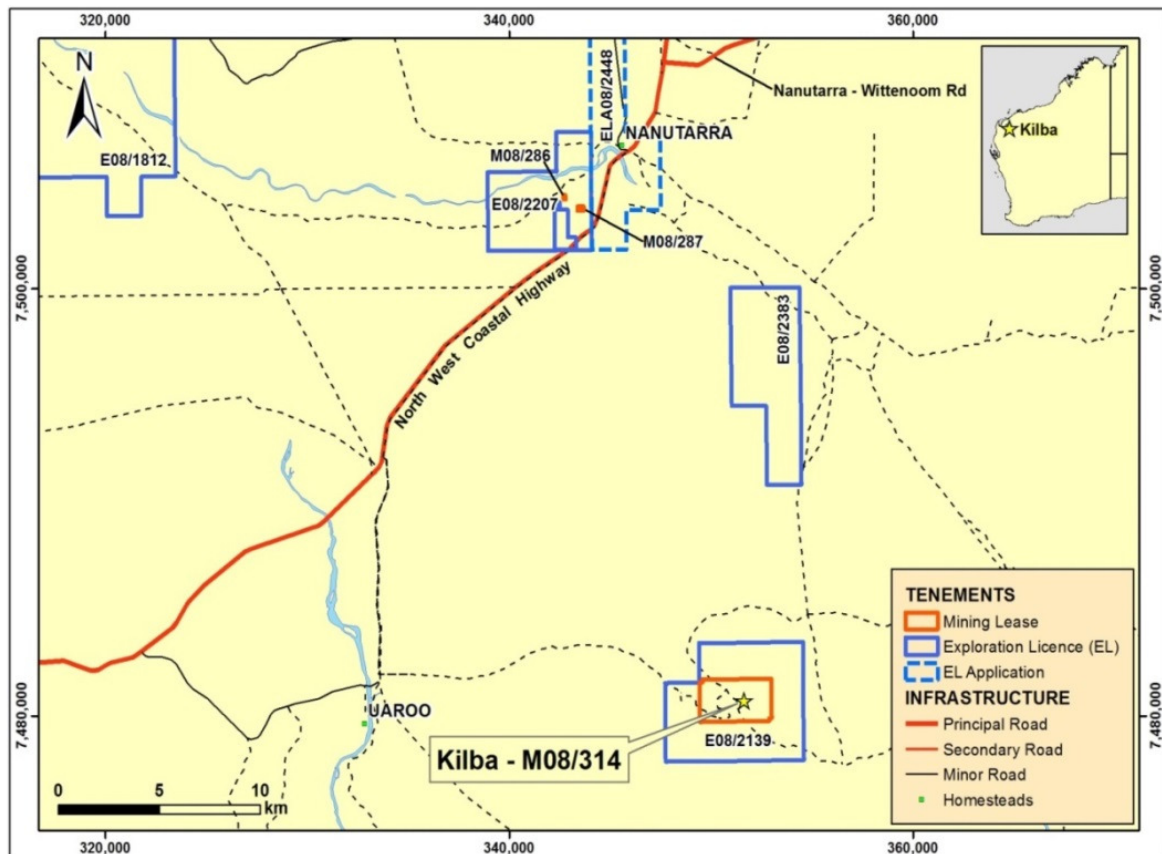 320,000
340,000
360,000
N
ELA08/2448
Nanutarra - Wittenoom Rd
NANUTARRA
Kilba
E08/1812
M08/286
E08/2207
M08/287
7,500,000
7,500,000
North West Coastal Highway
E08/2383
TENEMENTS
Mining Lease
Exploration Licence (EL)
EL Application
INFRASTRUCTURE
Principal Road
Secondary Road
Minor Road
Homesteads
UAROO
7,480,000
7,480,000
E08/2139
Kilba - M08/314
0 5 10
km
320,000
340,000
360,000